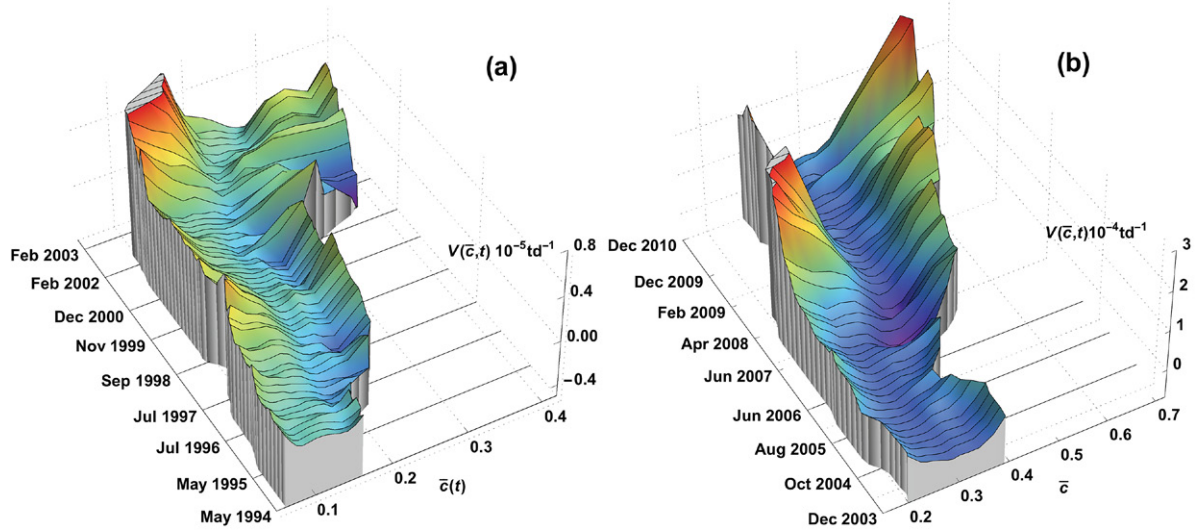 (a)
V(c̅,t) 10⁻⁵td⁻¹
0.8
0.4
0.00
−0.4
Feb 2003
Feb 2002
Dec 2000
Nov 1999
Sep 1998
Jul 1997
Jul 1996
May 1995
May 1994
0.1
0.2
0.3
0.4
c̅(t)
(b)
V(c̅,t)10⁻⁴td⁻¹
3
2
1
0
Dec 2010
Dec 2009
Feb 2009
Apr 2008
Jun 2007
Jun 2006
Aug 2005
Oct 2004
Dec 2003
0.2
0.3
0.4
0.5
0.6
0.7
c̅